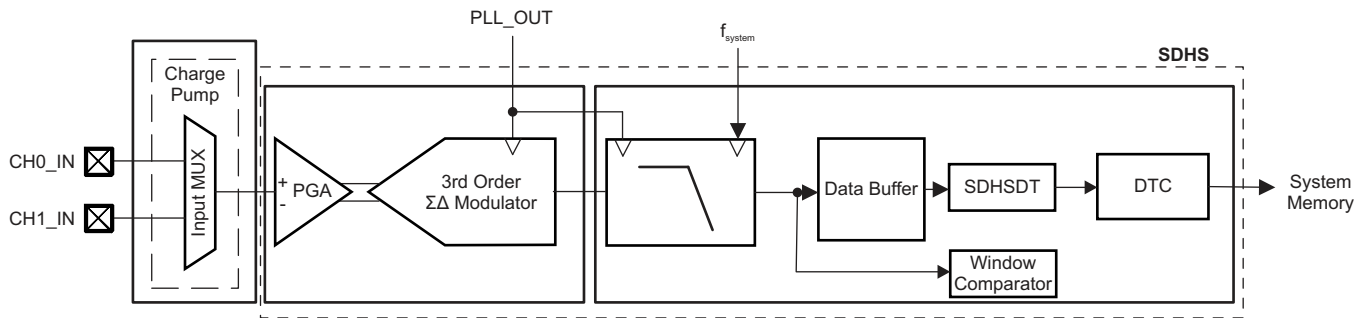 PLL_OUT
fsystem
SDHS
Charge
Pump
CH0_IN
CH1_IN
Input MUX
+
-
PGA
3rd Order
ΣΔ Modulator
Data Buffer
SDHSDT
DTC
System
Memory
Window
Comparator